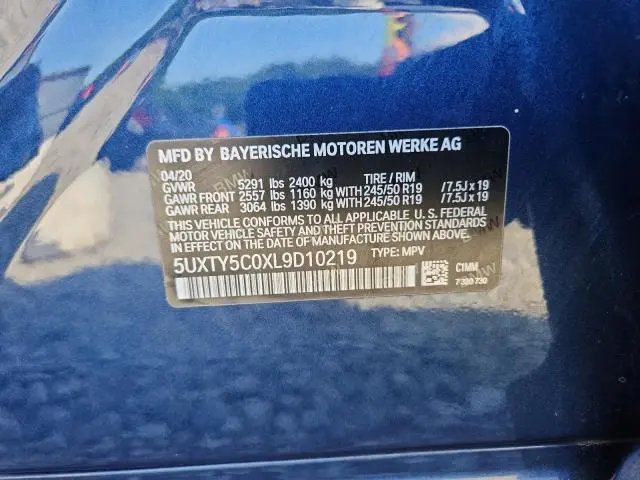 MFD BY BAYERISCHE MOTOREN WERKE AG
04/20 TIRE / RIM
GVWR 5291 lbs 2400 kg
GAWR FRONT 2557 lbs 1160 kg WITH 245/50 R19 /7.5J x 19
GAWR REAR 3064 lbs 1390 kg WITH 245/50 R19 /7.5J x 19
THIS VEHICLE CONFORMS TO ALL APPLICABLE U. S. FEDERAL
MOTOR VEHICLE SAFETY AND THEFT PREVENTION STANDARDS
IN EFFECT ON THE DATE OF MANUFACTURE SHOWN ABOVE.
5UXTY5C0XL9D10219 TYPE: MPV
C1MM
7390730